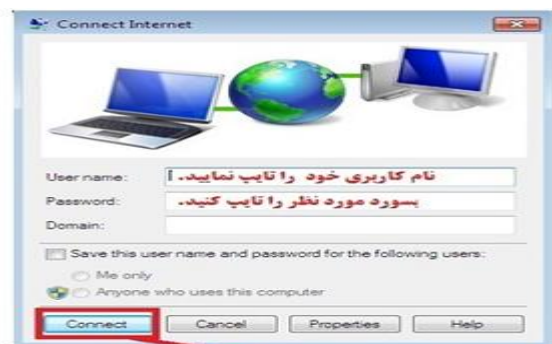 Connect Internet
User name: نام کاربری خود را تایپ نمایید.
Password: پسورد مورد نظر را تایپ کنید.
Domain:
Save this user name and password for the following users:
Me only
Anyone who uses this computer
Connect Cancel Properties Help